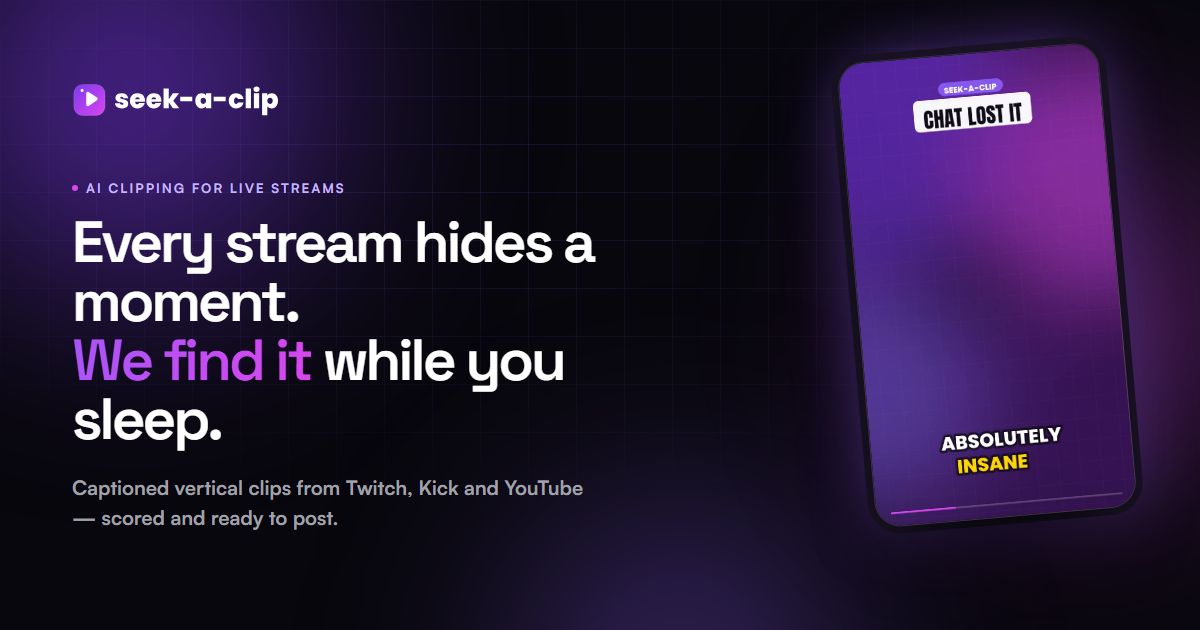 seek-a-clip
AI CLIPPING FOR LIVE STREAMS
Every stream hides a
moment.
We find it while you
sleep.
Captioned vertical clips from Twitch, Kick and YouTube
— scored and ready to post.
SEEK-A-CLIP
CHAT LOST IT
ABSOLUTELY
INSANE